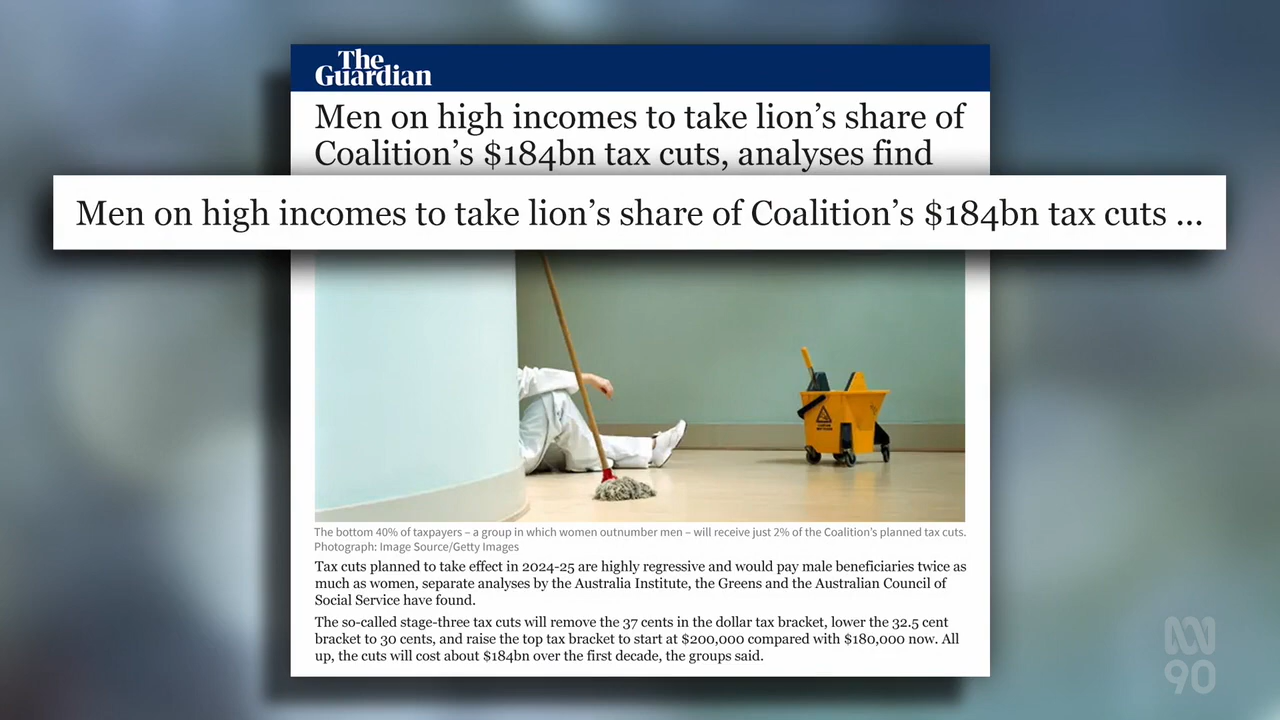 The
Guardian
Men on high incomes to take lion’s share of
Coalition’s $184bn tax cuts, analyses find
Men on high incomes to take lion’s share of Coalition’s $184bn tax cuts ...
The bottom 40% of taxpayers – a group in which women outnumber men – will receive just 2% of the Coalition’s planned tax cuts.
Photograph: Image Source/Getty Images
Tax cuts planned to take effect in 2024-25 are highly regressive and would pay male beneficiaries twice as
much as women, separate analyses by the Australia Institute, the Greens and the Australian Council of
Social Service have found.
The so-called stage-three tax cuts will remove the 37 cents in the dollar tax bracket, lower the 32.5 cent
bracket to 30 cents, and raise the top tax bracket to start at $200,000 compared with $180,000 now. All
up, the cuts will cost about $184bn over the first decade, the groups said.
90